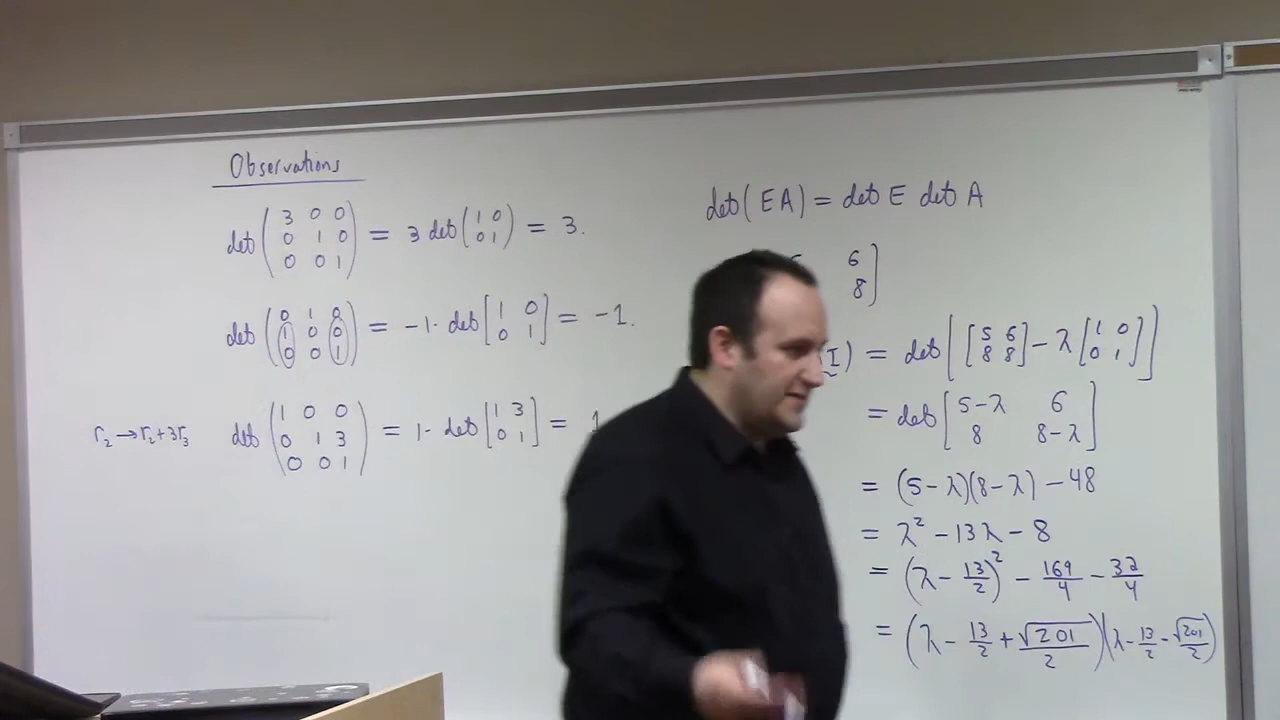 Observations
det ( 3 0 0
0 1 0
0 0 1 ) = 3 det ( 1 0
0 1 ) = 3.
det ( 0 1 0
1 0 0
0 0 1 ) = -1· det [ 1 0
0 1 ] = -1.
r₂ → r₂ + 3r₃
det ( 1 0 0
0 1 3
0 0 1 ) = 1· det [ 1 3
0 1 ] = 1
det( EA) = det E det A
6
8 ]
I) = det [ [ 5 6
8 8 ] - λ [ 1 0
0 1 ] ]
= det [ 5-λ 6
8 8-λ ]
= (5-λ)(8-λ) - 48
= λ² - 13λ - 8
= (λ - 13/2)² - 169/4 - 32/4
= (λ - 13/2 + √201/2)(λ - 13/2 - √201/2)